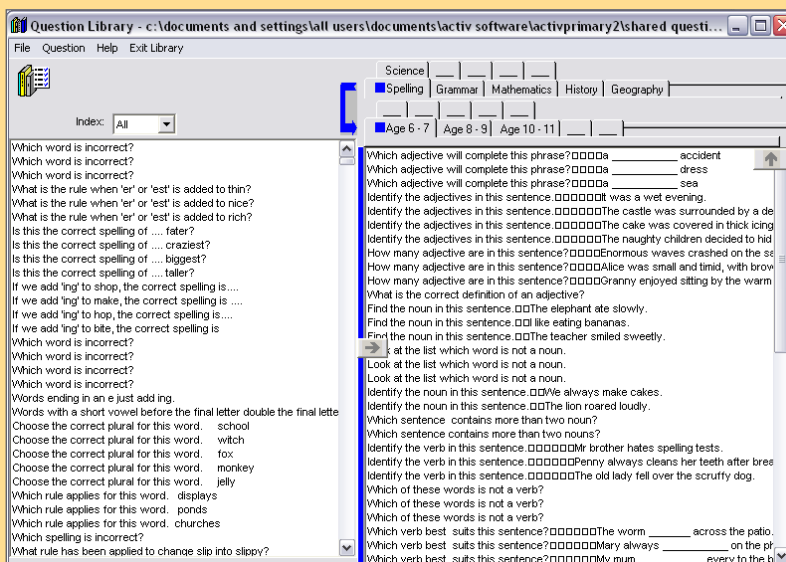 Question Library - c:\documents and settings\all users\documents\activ software\activprimary2\shared questi...
File Question Help Exit Library
Science
Spelling Grammar Mathematics History Geography
Index: All
Age 6 - 7 Age 8 - 9 Age 10 - 11
Which word is incorrect?
Which word is incorrect?
Which word is incorrect?
What is the rule when 'er' or 'est' is added to thin?
What is the rule when 'er' or 'est' is added to nice?
What is the rule when 'er' or 'est' is added to rich?
Is this the correct spelling of .... fater?
Is this the correct spelling of .... craziest?
Is this the correct spelling of .... biggest?
Is this the correct spelling of .... taller?
If we add 'ing' to shop, the correct spelling is....
If we add 'ing' to make, the correct spelling is ....
If we add 'ing' to hop, the correct spelling is....
If we add 'ing' to bite, the correct spelling is
Which word is incorrect?
Which word is incorrect?
Which word is incorrect?
Which word is incorrect?
Words ending in an e just add ing.
Words with a short vowel before the final letter double the final lette
Choose the correct plural for this word. school
Choose the correct plural for this word. witch
Choose the correct plural for this word. fox
Choose the correct plural for this word. monkey
Choose the correct plural for this word. jelly
Which rule applies for this word. displays
Which rule applies for this word. ponds
Which rule applies for this word. churches
Which spelling is incorrect?
What rule has been applied to change slip into slippy?
Which adjective will complete this phrase?□□□□a __________ accident
Which adjective will complete this phrase?□□□□a __________ dress
Which adjective will complete this phrase?□□□□a __________ sea
Identify the adjectives in this sentence.□□□□□□It was a wet evening.
Identify the adjectives in this sentence.□□□□□□The castle was surrounded by a de
Identify the adjectives in this sentence.□□□□□□The cake was covered in thick icing
Identify the adjectives in this sentence.□□□□□□The naughty children decided to hid
How many adjective are in this sentence?□□□□Enormous waves crashed on the sa
How many adjective are in this sentence?□□□□Alice was small and timid, with brow
How many adjective are in this sentence?□□□□Granny enjoyed sitting by the warm
What is the correct definition of an adjective?
Find the noun in this sentence.□□The elephant ate slowly.
Find the noun in this sentence.□□I like eating bananas.
Find the noun in this sentence.□□The teacher smiled sweetly.
k at the list which word is not a noun.
Look at the list which word is not a noun.
Look at the list which word is not a noun.
Identify the noun in this sentence.□□We always make cakes.
Identify the noun in this sentence.□□The lion roared loudly.
Which sentence contains more than two noun?
Which sentence contains more than two nouns?
Identify the verb in this sentence.□□□□□□Mr brother hates spelling tests.
Identify the verb in this sentence.□□□□□□Penny always cleans her teeth after brea
Identify the verb in this sentence.□□□□□□The old lady fell over the scruffy dog.
Which of these words is not a verb?
Which of these words is not a verb?
Which of these words is not a verb?
Which verb best suits this sentence?□□□□□□The worm _______ across the patio.
Which verb best suits this sentence?□□□□□□Mary always ___________ on the ph
Which verb best suits this sentence?□□□□□□My mum _______ every to the b